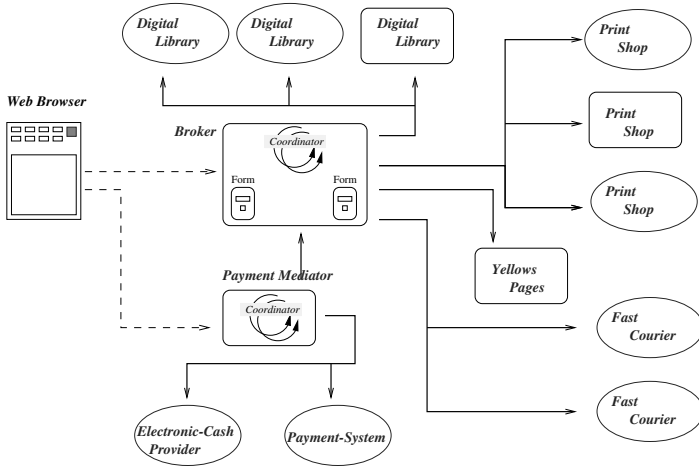 Digital
Library
Digital
Library
Digital
Library
Print
Shop
Web Browser
Broker
Coordinator
Print
Shop
Form
Form
Print
Shop
Yellows
Pages
Payment Mediator
Coordinator
Fast
Courier
Fast
Courier
Electronic-Cash
Provider
Payment-System